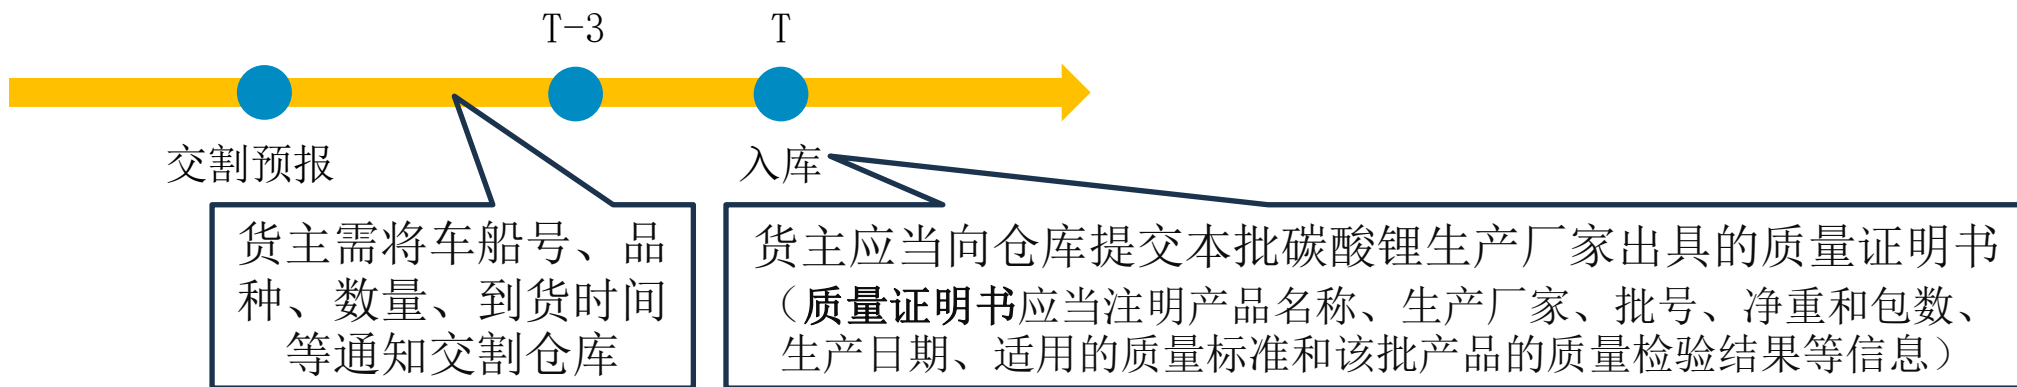 T-3
T
交割预报
入库
货主需将车船号、品
种、数量、到货时间
等通知交割仓库
货主应当向仓库提交本批碳酸锂生产厂家出具的质量证明书
（质量证明书应当注明产品名称、生产厂家、批号、净重和包数、
生产日期、适用的质量标准和该批产品的质量检验结果等信息）